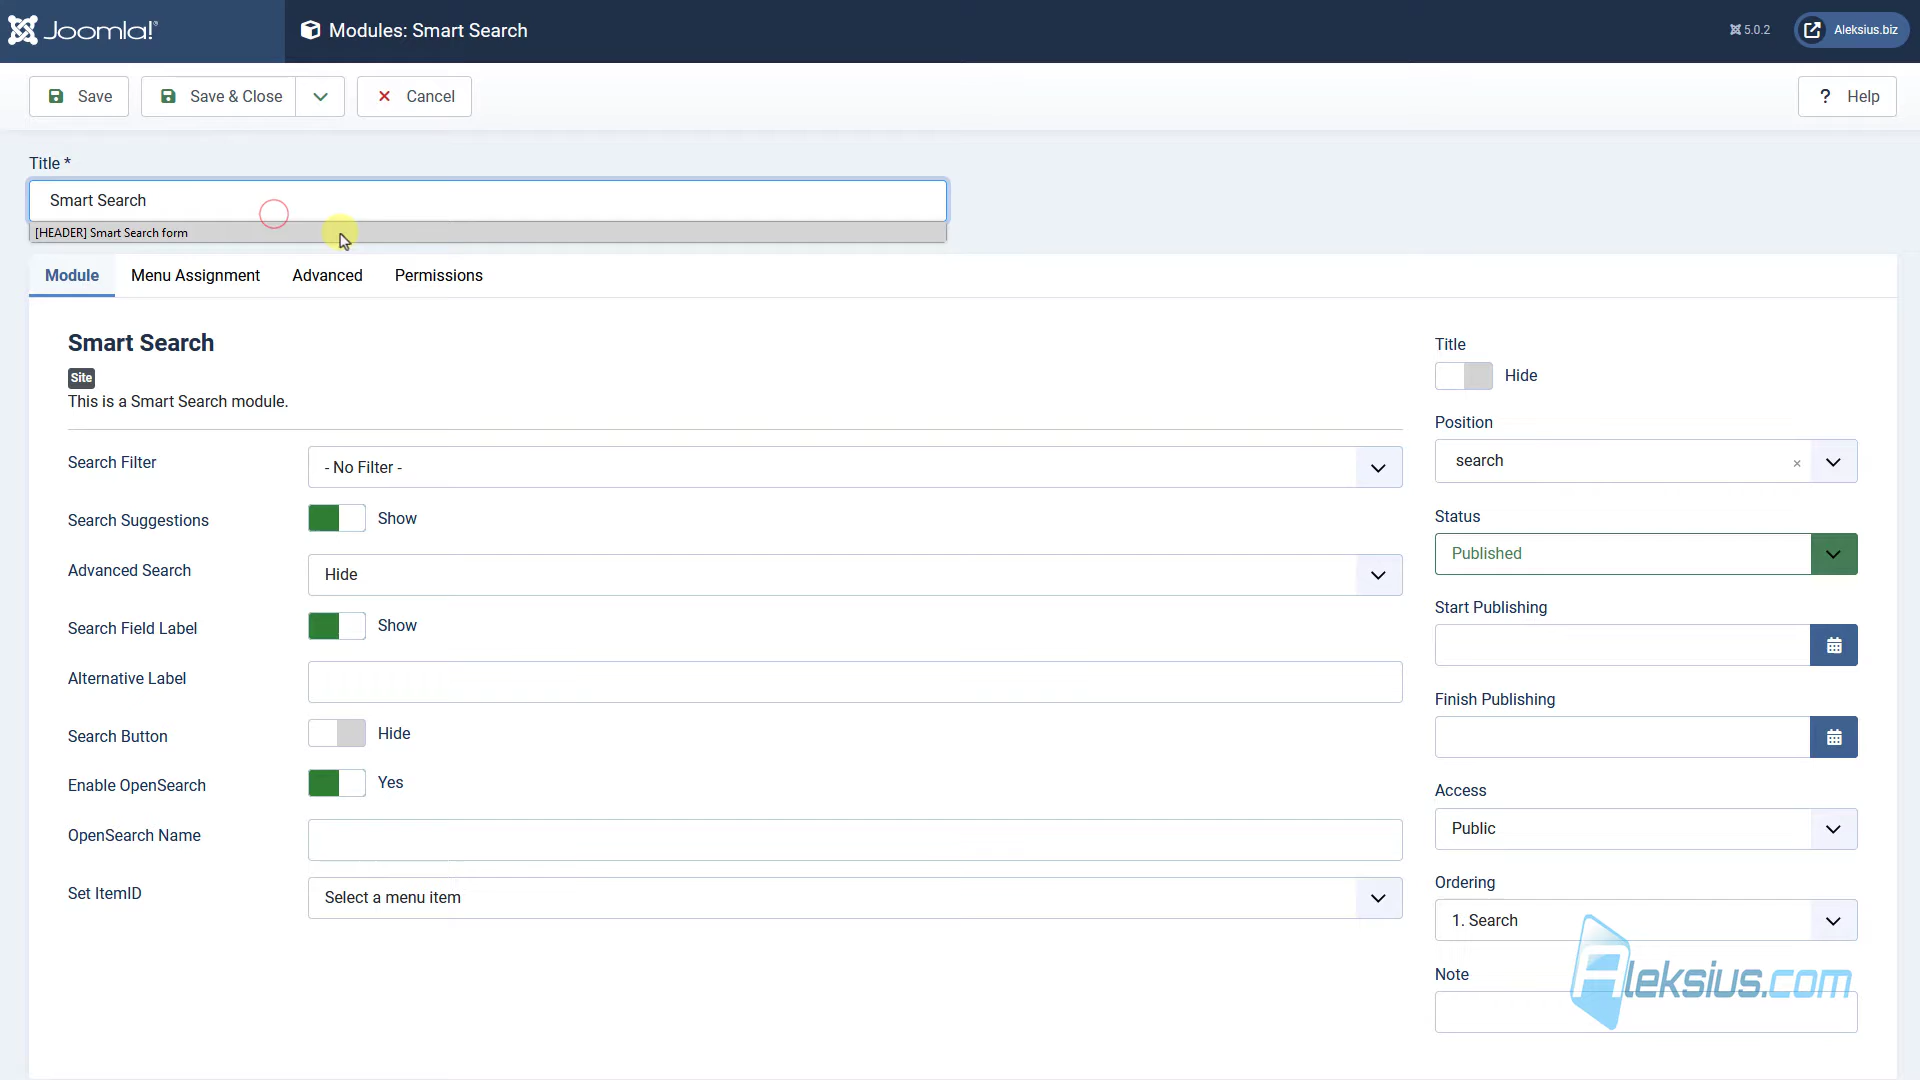 Joomla!®
Modules: Smart Search
5.0.2
Aleksius.biz
Save
Save & Close
Cancel
? Help
Title *
Smart Search
[HEADER] Smart Search form
Module
Menu Assignment
Advanced
Permissions
Smart Search
Site
This is a Smart Search module.
Search Filter
- No Filter -
Search Suggestions
Show
Advanced Search
Hide
Search Field Label
Show
Alternative Label
Search Button
Hide
Enable OpenSearch
Yes
OpenSearch Name
Set ItemID
Select a menu item
Title
Hide
Position
search
×
Status
Published
Start Publishing
Finish Publishing
Access
Public
Ordering
1. Search
Note
Aleksius.com